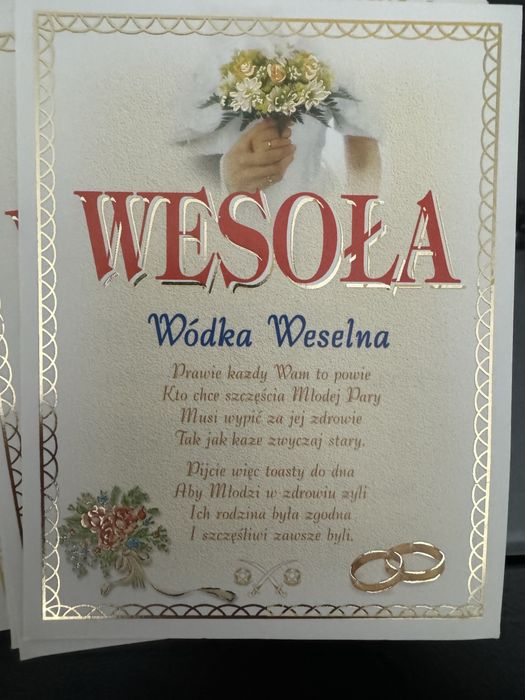 WESOŁA
Wódka Weselna
Prawie kazdy Wam to powie
Kto chce szczęścia Młodej Pary
Musi wypić za jej zdrowie
Tak jak kaze zwyczaj stary.
Pijcie więc toasty do dna
Aby Młodzi w zdrowiu zyli
Ich rodzina była zgodna
I szczęśliwi zawsze byli.